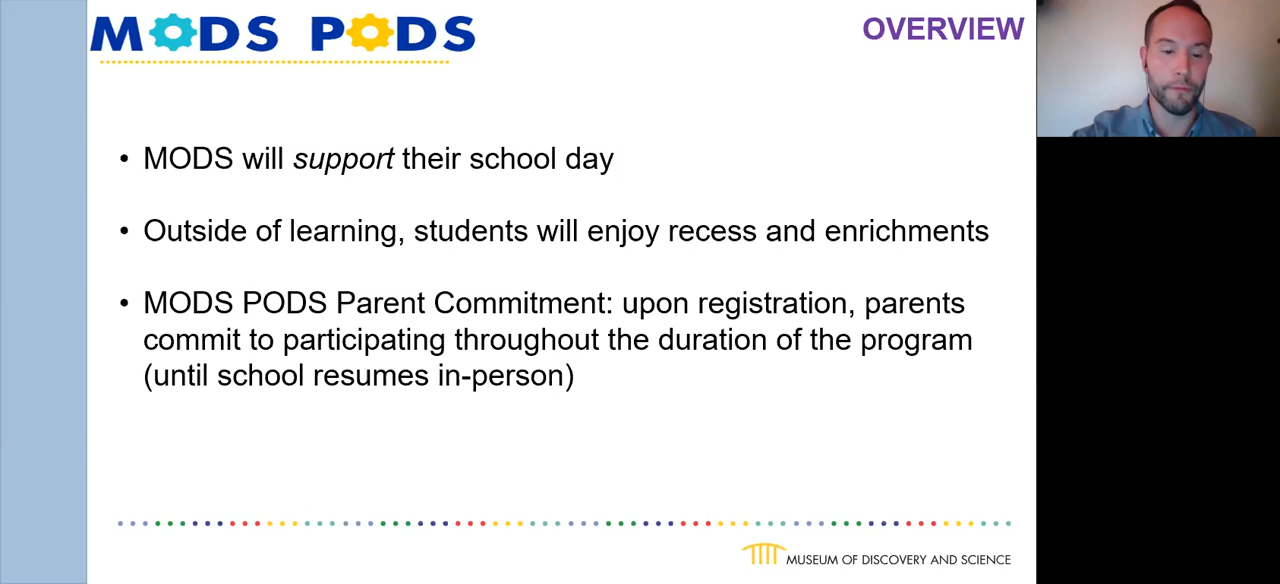 MODS PODS
OVERVIEW
• MODS will support their school day
• Outside of learning, students will enjoy recess and enrichments
• MODS PODS Parent Commitment: upon registration, parents
commit to participating throughout the duration of the program
(until school resumes in-person)
MUSEUM OF DISCOVERY AND SCIENCE